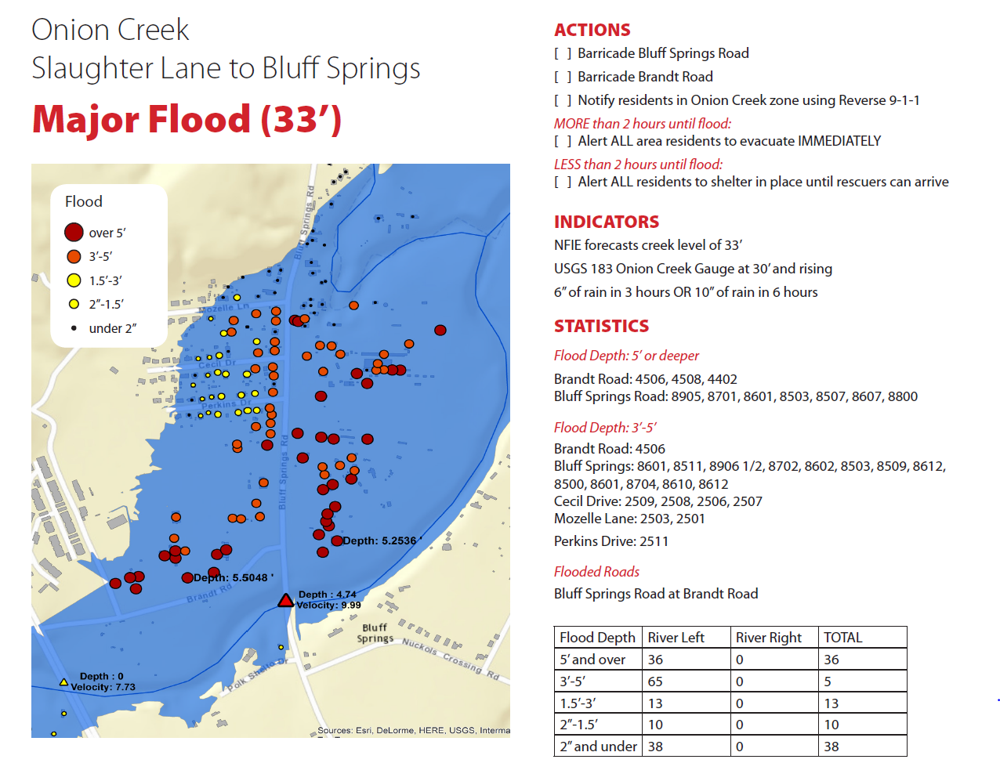 Onion Creek
Slaughter Lane to Bluff Springs
Major Flood (33’)
Flood
over 5’
3’-5’
1.5’-3’
2”-1.5’
under 2”
Bluff Springs Rd
Mozelle Ln
Cecil Dr
Perkins Dr
Bluff Springs Rd
Depth: 5.2536 '
Depth: 5.5048 '
Brandt Rd
Depth : 4.74
Velocity: 9.99
Bluff
Springs
Nuckols Crossing Rd
Polk Shelto Dr
Depth : 0
Velocity: 7.73
Sources: Esri, DeLorme, HERE, USGS, Interma
ACTIONS
[ ] Barricade Bluff Springs Road
[ ] Barricade Brandt Road
[ ] Notify residents in Onion Creek zone using Reverse 9-1-1
MORE than 2 hours until flood:
[ ] Alert ALL area residents to evacuate IMMEDIATELY
LESS than 2 hours until flood:
[ ] Alert ALL residents to shelter in place until rescuers can arrive
INDICATORS
NFIE forecasts creek level of 33’
USGS 183 Onion Creek Gauge at 30’ and rising
6” of rain in 3 hours OR 10” of rain in 6 hours
STATISTICS
Flood Depth: 5’ or deeper
Brandt Road: 4506, 4508, 4402
Bluff Springs Road: 8905, 8701, 8601, 8503, 8507, 8607, 8800
Flood Depth: 3’-5’
Brandt Road: 4506
Bluff Springs: 8601, 8511, 8906 1/2, 8702, 8602, 8503, 8509, 8612,
8500, 8601, 8704, 8610, 8612
Cecil Drive: 2509, 2508, 2506, 2507
Mozelle Lane: 2503, 2501
Perkins Drive: 2511
Flooded Roads
Bluff Springs Road at Brandt Road
Flood Depth River Left River Right TOTAL
5’ and over 36 0 36
3’-5’ 65 0 5
1.5’-3’ 13 0 13
2”-1.5’ 10 0 10
2” and under 38 0 38